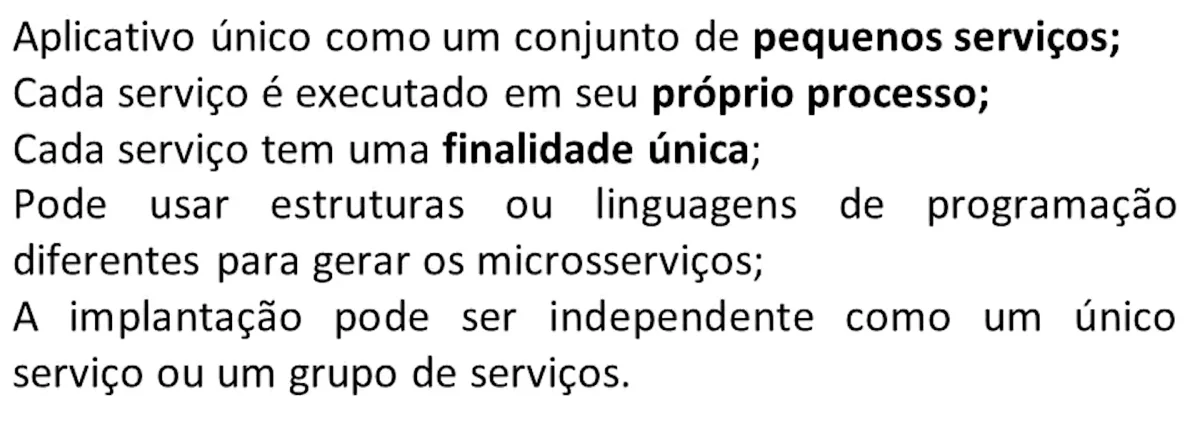 Aplicativo único como um conjunto de pequenos serviços;
Cada serviço é executado em seu próprio processo;
Cada serviço tem uma finalidade única;
Pode usar estruturas ou linguagens de programação
diferentes para gerar os microsserviços;
A implantação pode ser independente como um único
serviço ou um grupo de serviços.